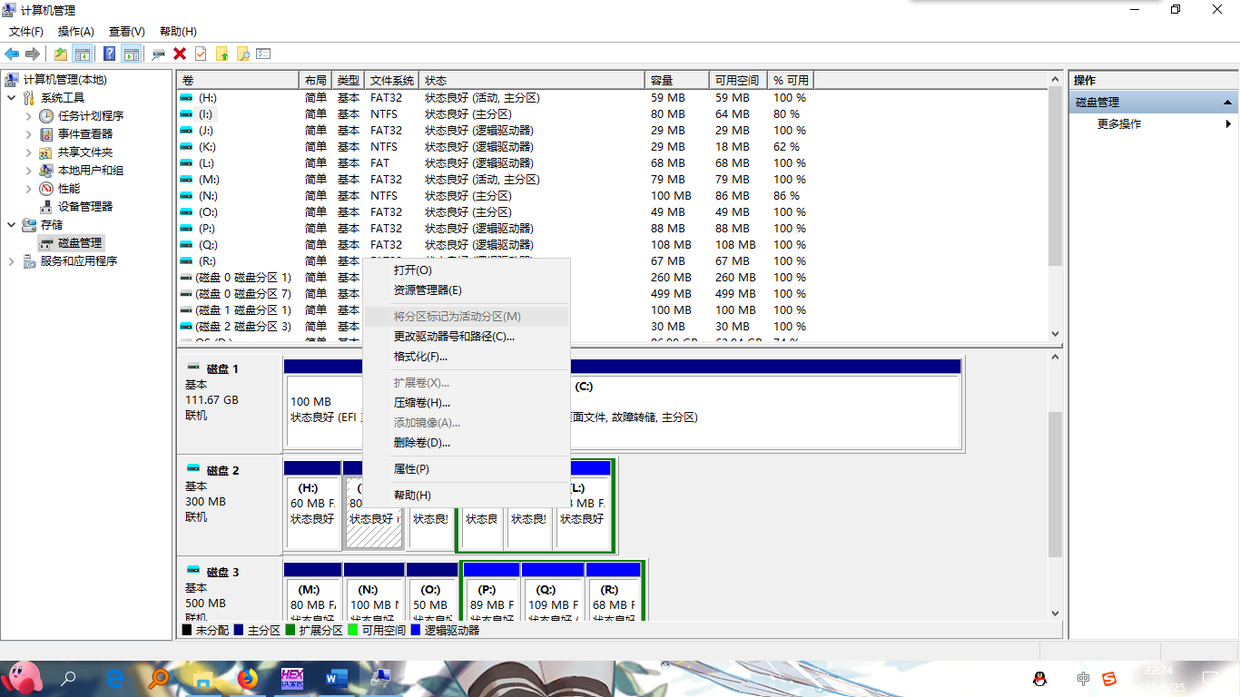 计算机管理
文件(F) 操作(A) 查看(V) 帮助(H)
计算机管理(本地)
系统工具
任务计划程序
事件查看器
共享文件夹
本地用户和组
性能
设备管理器
存储
磁盘管理
服务和应用程序
卷 布局 类型 文件系统 状态 容量 可用空间 % 可用
(H:) 简单 基本 FAT32 状态良好 (活动, 主分区) 59 MB 59 MB 100 %
(I:) 简单 基本 NTFS 状态良好 (主分区) 80 MB 64 MB 80 %
(J:) 简单 基本 FAT32 状态良好 (逻辑驱动器) 29 MB 29 MB 100 %
(K:) 简单 基本 NTFS 状态良好 (逻辑驱动器) 29 MB 18 MB 62 %
(L:) 简单 基本 FAT 状态良好 (逻辑驱动器) 68 MB 68 MB 100 %
(M:) 简单 基本 FAT32 状态良好 (活动, 主分区) 79 MB 79 MB 100 %
(N:) 简单 基本 NTFS 状态良好 (主分区) 100 MB 86 MB 86 %
(O:) 简单 基本 FAT32 状态良好 (主分区) 49 MB 49 MB 100 %
(P:) 简单 基本 FAT32 状态良好 (逻辑驱动器) 88 MB 88 MB 100 %
(Q:) 简单 基本 FAT32 状态良好 (逻辑驱动器) 108 MB 108 MB 100 %
(R:) 简单 基本 67 MB 67 MB 100 %
(磁盘 0 磁盘分区 1) 简单 基本 260 MB 260 MB 100 %
(磁盘 0 磁盘分区 7) 简单 基本 499 MB 499 MB 100 %
(磁盘 1 磁盘分区 1) 简单 基本 100 MB 100 MB 100 %
(磁盘 2 磁盘分区 3) 简单 基本 30 MB 30 MB 100 %
打开(O)
资源管理器(E)
将分区标记为活动分区(M)
更改驱动器号和路径(C)...
格式化(F)...
扩展卷(X)...
压缩卷(H)...
添加镜像(A)...
删除卷(D)...
属性(P)
帮助(H)
磁盘 1
基本
111.67 GB
联机
100 MB
状态良好 (EFI
(C:)
面文件, 故障转储, 主分区)
磁盘 2
基本
300 MB
联机
(H:) (L:)
60 MB F 80 MB F
状态良好 状态良好 状态良 状态良 状态良 状态良好
磁盘 3
基本
500 MB
联机
(M:) (N:) (O:) (P:) (Q:) (R:)
80 MB 100 MB 50 MB 89 MB F 109 MB F 68 MB F
未分配 主分区 扩展分区 可用空间 逻辑驱动器
操作
磁盘管理
更多操作
HEX
中
22:24